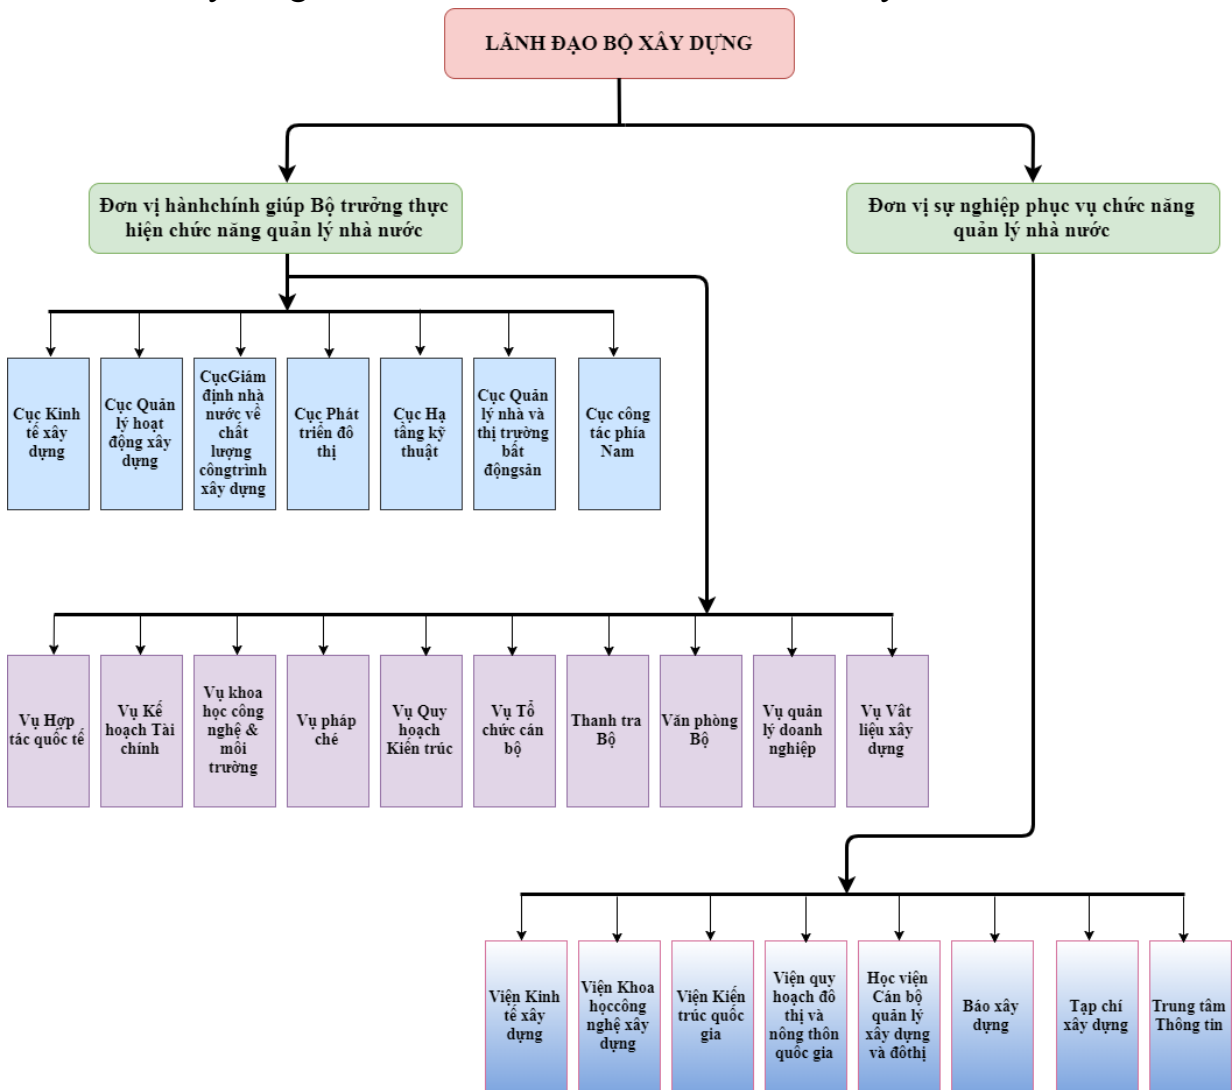 LÃNH ĐẠO BỘ XÂY DỰNG
Đơn vị hànhchính giúp Bộ trưởng thực
hiện chức năng quản lý nhà nước
Đơn vị sự nghiệp phục vụ chức năng
quản lý nhà nước
Cục Kinh
tế xây
dựng
Cục Quản
lý hoạt
động xây
dựng
CụcGiám
định nhà
nước về
chất
lượng
côngtrình
xây dựng
Cục Phát
triển đô
thị
Cục Hạ
tầng kỹ
thuật
Cục Quản
lý nhà và
thị trường
bất
độngsản
Cục công
tác phía
Nam
Vụ Hợp
tác quốc tế
Vụ Kế
hoạch Tài
chính
Vụ khoa
học công
nghệ &
môi
trường
Vụ pháp
chế
Vụ Quy
hoạch
Kiến trúc
Vụ Tổ
chức cán
bộ
Thanh tra
Bộ
Văn phòng
Bộ
Vụ quản
lý doanh
nghiệp
Vụ Vât
liệu xây
dựng
Viện Kinh
tế xây
dựng
Viện Khoa
họccông
nghệ xây
dựng
Viện Kiến
trúc quốc
gia
Viện quy
hoạch đô
thị và
nông thôn
quốc gia
Học viện
Cán bộ
quản lý
xây dựng
và đôthị
Báo xây
dựng
Tạp chí
xây dựng
Trung tâm
Thông tin